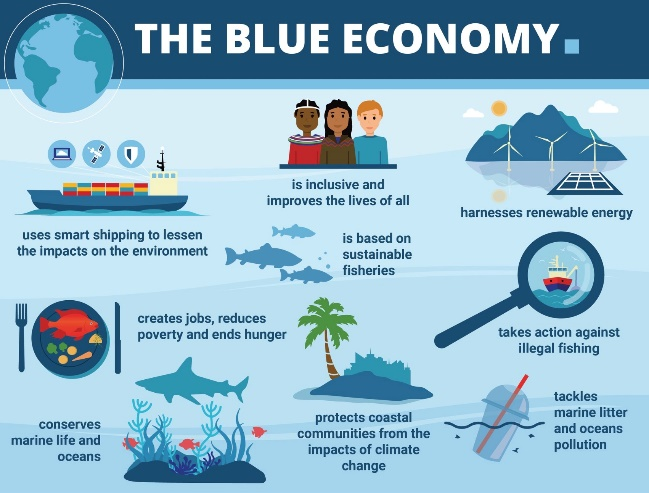 THE BLUE ECONOMY
is inclusive and
improves the lives of all
harnesses renewable energy
uses smart shipping to lessen
the impacts on the environment
is based on
sustainable
fisheries
takes action against
illegal fishing
creates jobs, reduces
poverty and ends hunger
conserves
marine life and
oceans
protects coastal
communities from the
impacts of climate
change
tackles
marine litter
and oceans
pollution